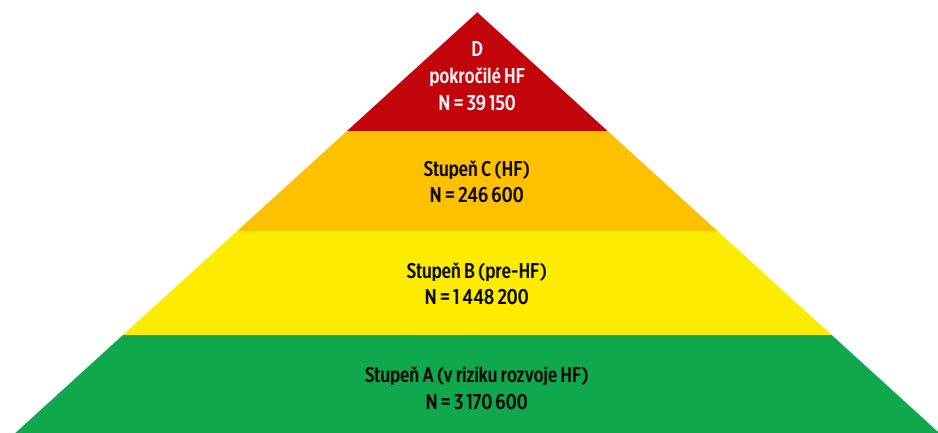 D
pokročilé HF
N = 39 150
Stupeň C (HF)
N = 246 600
Stupeň B (pre-HF)
N = 1 448 200
Stupeň A (v riziku rozvoje HF)
N = 3 170 600